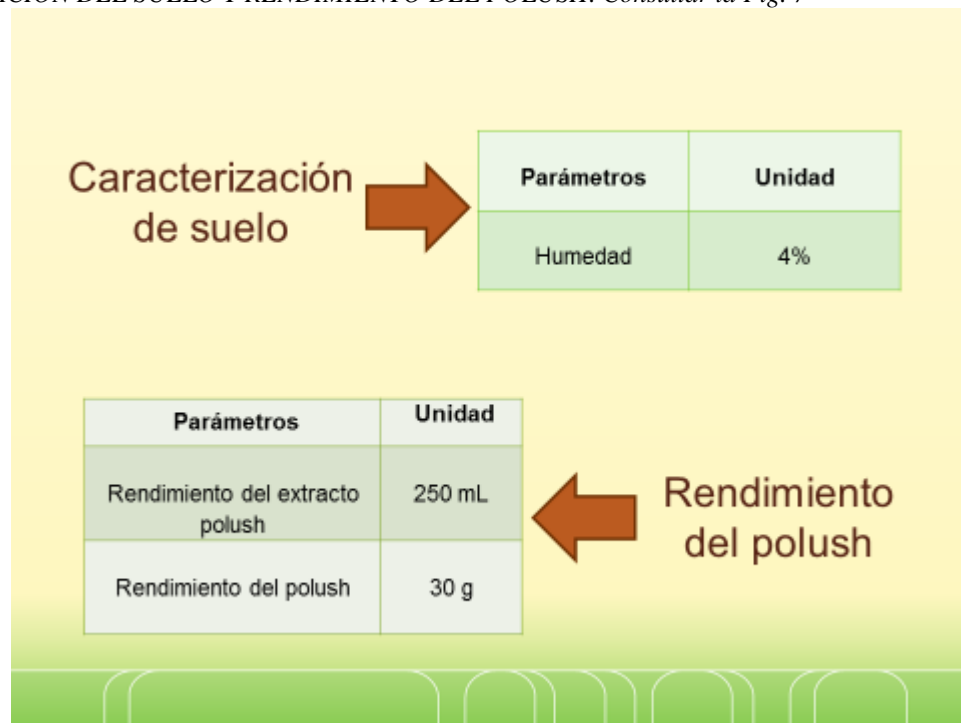 Caracterización
de suelo
Parámetros Unidad
Humedad 4%
Parámetros Unidad
Rendimiento del extracto
polush
250 mL
Rendimiento del polush 30 g
Rendimiento
del polush